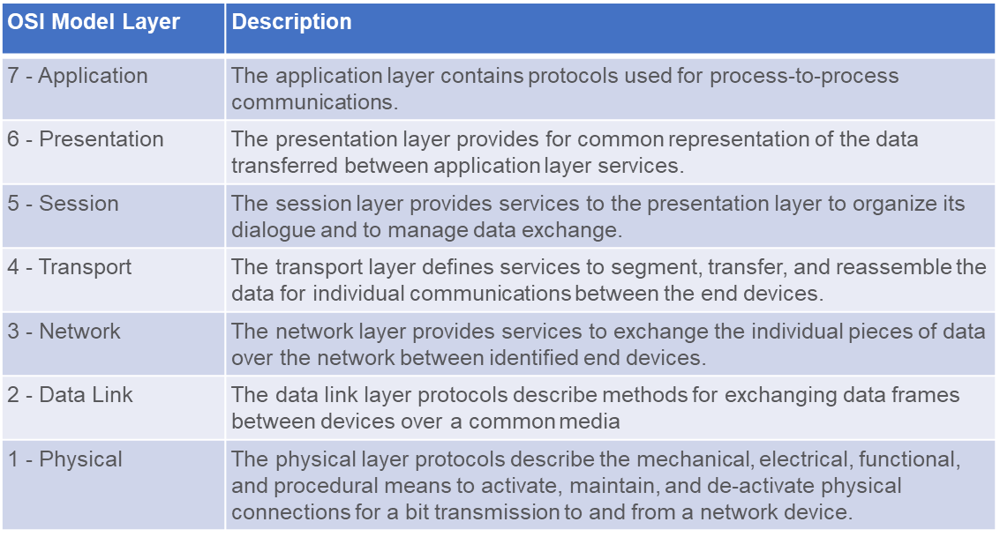 OSI Model Layer Description
7 - Application The application layer contains protocols used for process-to-process
communications.
6 - Presentation The presentation layer provides for common representation of the data
transferred between application layer services.
5 - Session The session layer provides services to the presentation layer to organize its
dialogue and to manage data exchange.
4 - Transport The transport layer defines services to segment, transfer, and reassemble the
data for individual communications between the end devices.
3 - Network The network layer provides services to exchange the individual pieces of data
over the network between identified end devices.
2 - Data Link The data link layer protocols describe methods for exchanging data frames
between devices over a common media
1 - Physical The physical layer protocols describe the mechanical, electrical, functional,
and procedural means to activate, maintain, and de-activate physical
connections for a bit transmission to and from a network device.